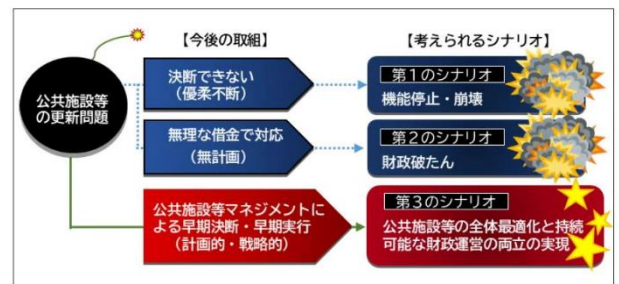 【今後の取組】
【考えられるシナリオ】
公共施設等
の更新問題
決断できない
(優柔不断)
第1のシナリオ
機能停止・崩壊
無理な借金で対応
(無計画)
第2のシナリオ
財政破たん
公共施設等マネジメントに
よる早期決断・早期実行
(計画的・戦略的)
第3のシナリオ
公共施設等の全体最適化と持続
可能な財政運営の両立の実現